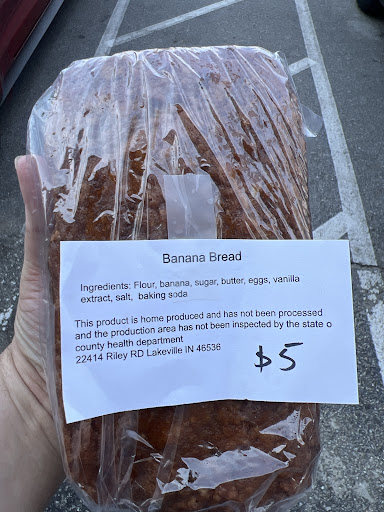 Banana Bread
Ingredients: Flour, banana, sugar, butter, eggs, vanilla
extract, salt, baking soda
This product is home produced and has not been processed
and the production area has not been inspected by the state o
county health department
22414 Riley RD Lakeville IN 46536
$5